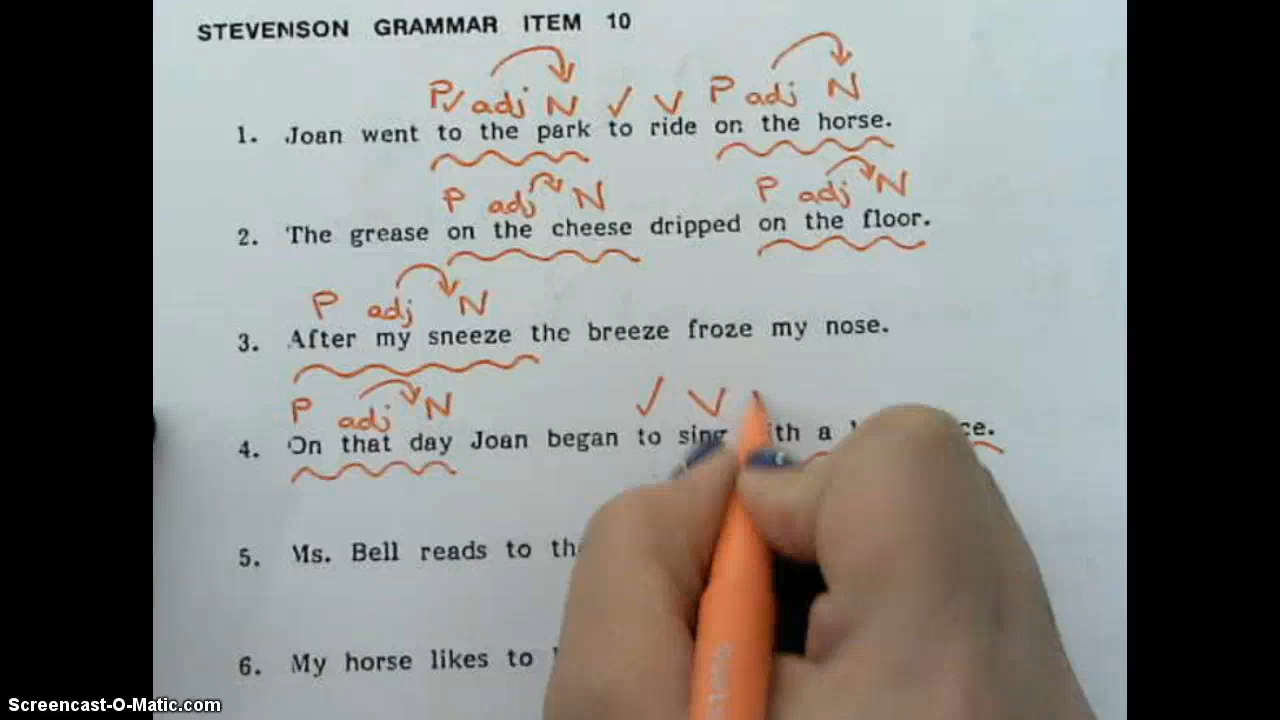 STEVENSON GRAMMAR ITEM 10
P✓ adj N ✓ V P adj N
1. Joan went to the park to ride on the horse.
P adj N P adj N
2. The grease on the cheese dripped on the floor.
P adj N
3. After my sneeze the breeze froze my nose.
P adj N ✓ V
4. On that day Joan began to sing a
5. Ms. Bell reads to
6. My horse likes to
Screencast-O-Matic.com